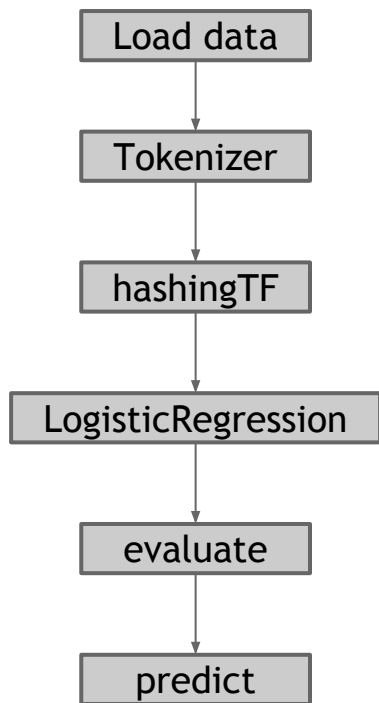 Load data
Tokenizer
hashingTF
LogisticRegression
evaluate
predict